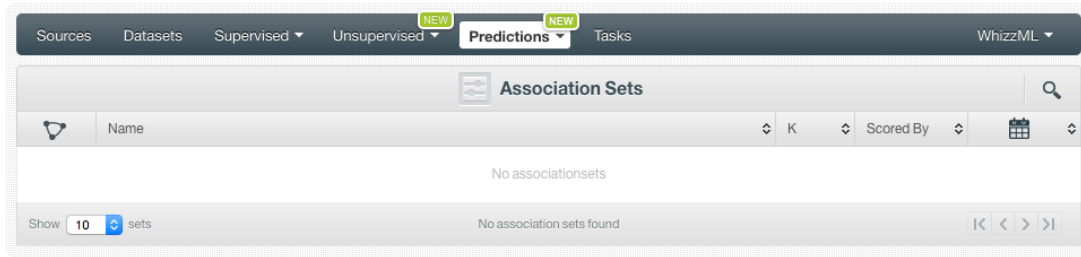 NEW NEW
Sources Datasets Supervised Unsupervised Predictions Tasks WhizzML
Association Sets
Name K Scored By
No associationsets
Show 10 sets No association sets found